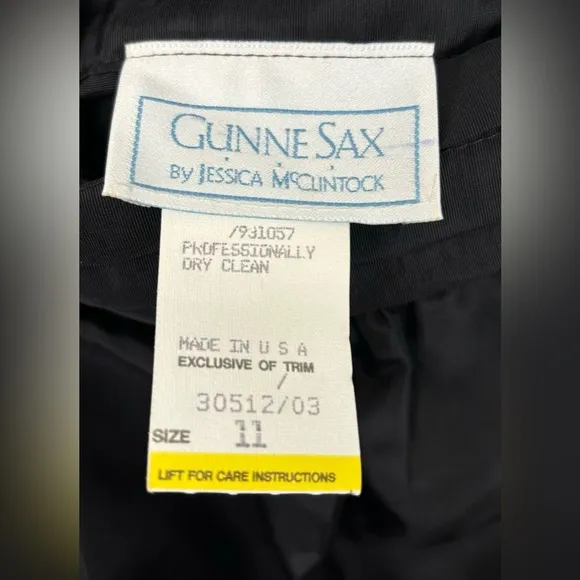 GUNNE SAX
BY JESSICA McCLINTOCK
/931057
PROFESSIONALLY
DRY CLEAN
MADE IN U S A
EXCLUSIVE OF TRIM
/
30512/03
SIZE 11
LIFT FOR CARE INSTRUCTIONS